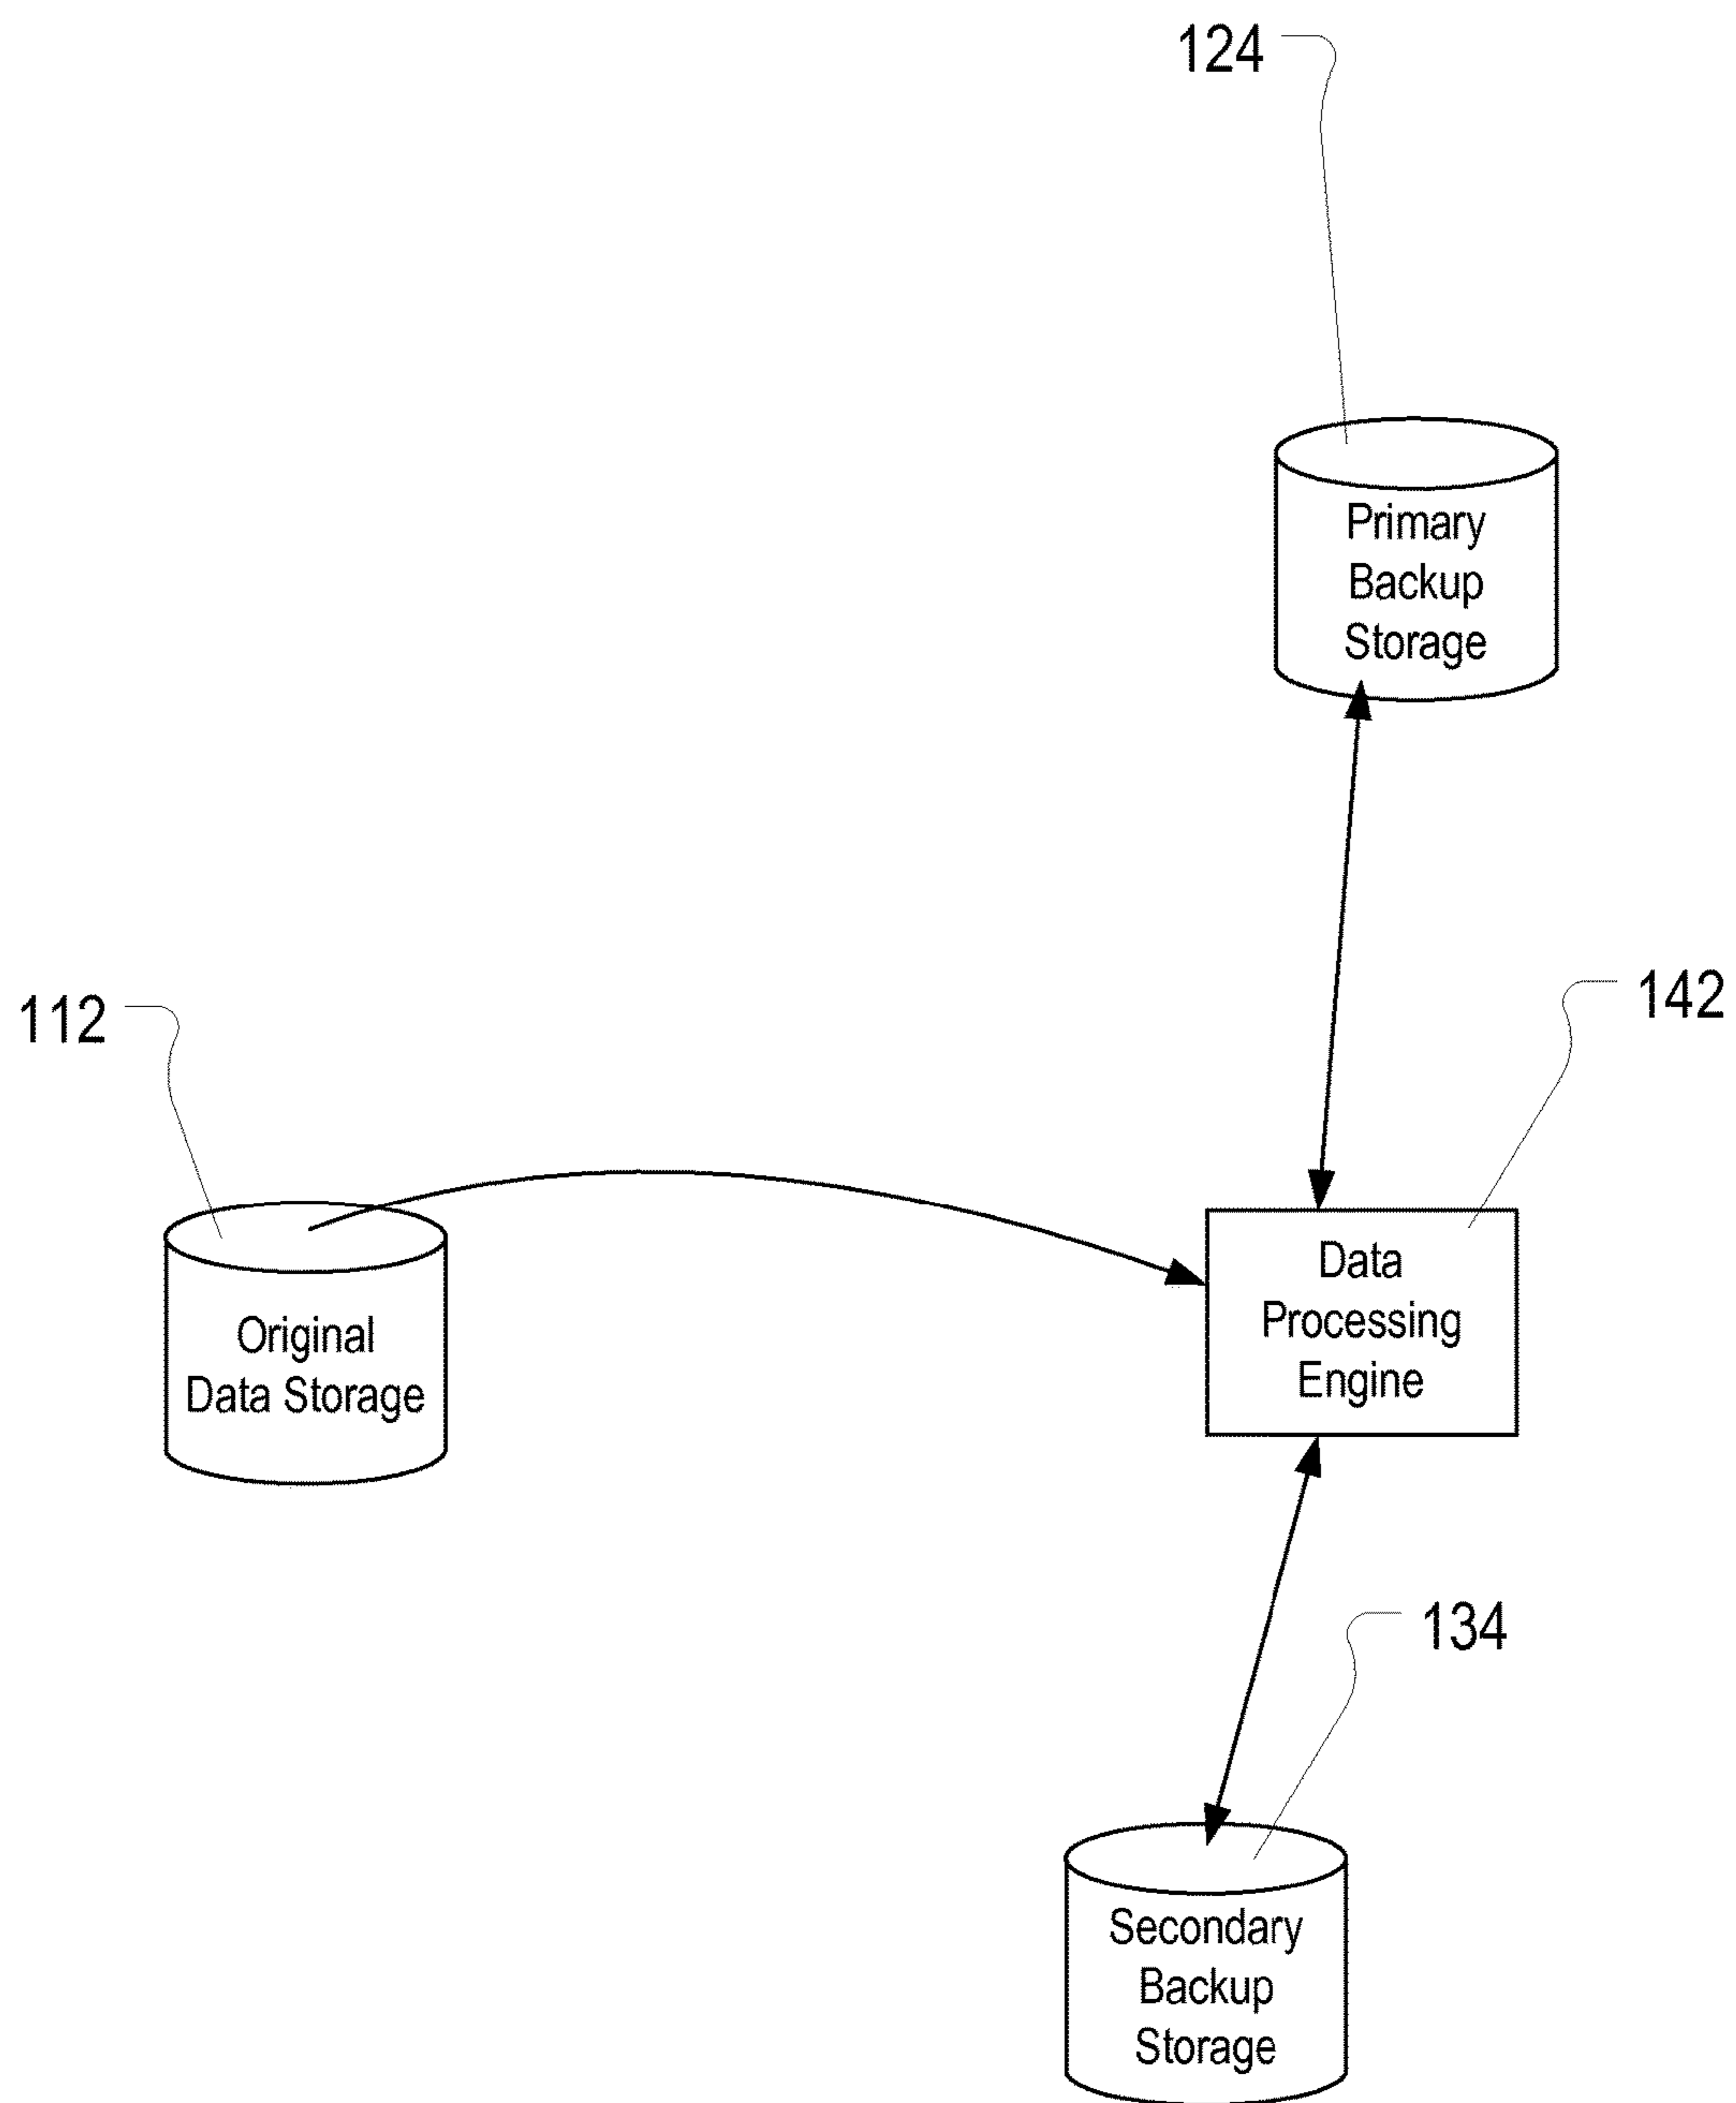 124
Primary
Backup
Storage
112
142
Original
Data Storage
Data
Processing
Engine
134
Secondary
Backup
Storage